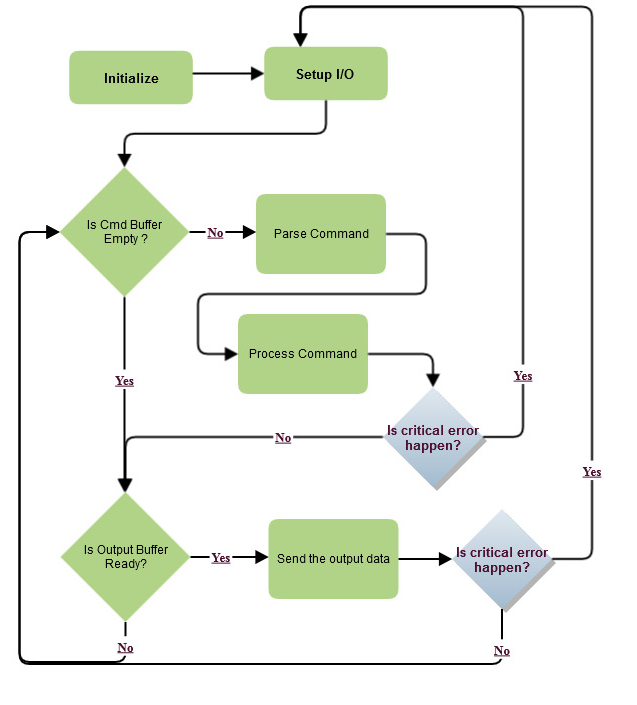 Initialize
Setup I/O
Is Cmd Buffer
Empty ?
No
Parse Command
Process Command
Yes
Yes
Is critical error
happen?
No
Yes
Is Output Buffer
Ready?
Yes
Send the output data
Is critical error
happen?
No
No